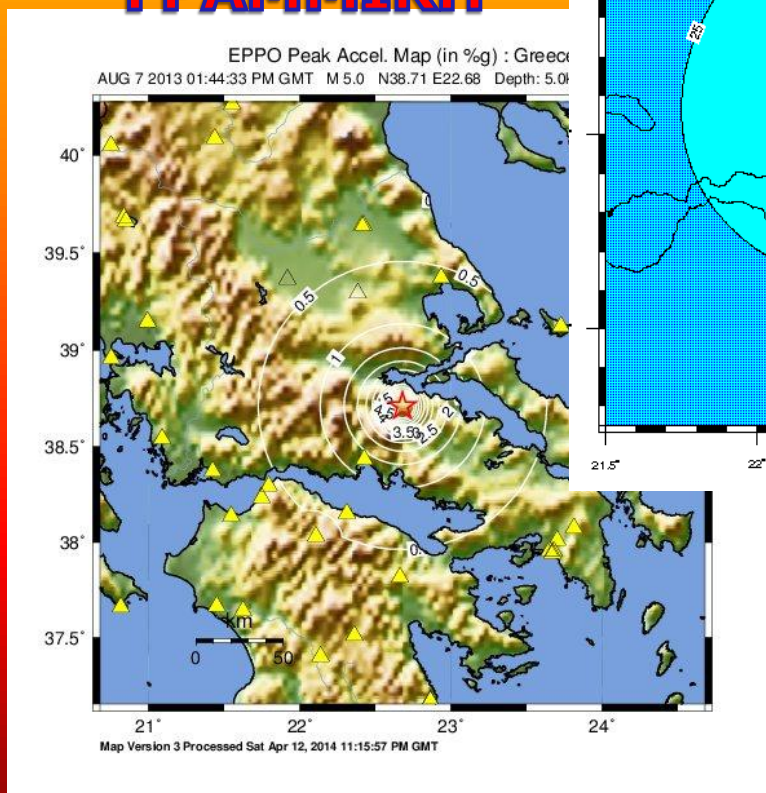 ΓΡΑΜΜΙΚΗ
EPPO Peak Accel. Map (in %g) : Greece
AUG 7 2013 01:44:33 PM GMT M 5.0 N38.71 E22.68 Depth: 5.0k
25
40°
39.5°
39°
38.5°
38°
37.5°
0.5
0.5
-1
2
2.5
3.5
4.5
km
0 50
21° 22° 23° 24°
21.5° 22°
Map Version 3 Processed Sat Apr 12, 2014 11:15:57 PM GMT